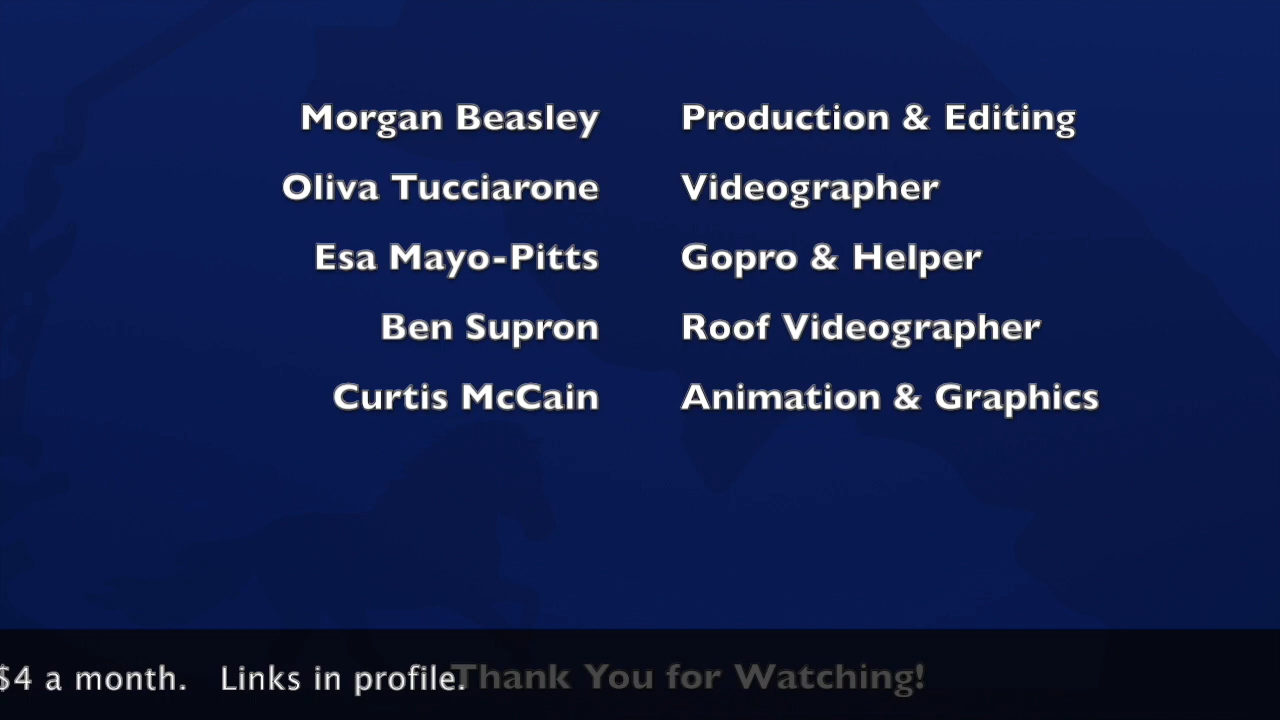 Morgan Beasley Production & Editing
Oliva Tucciarone Videographer
Esa Mayo-Pitts Gopro & Helper
Ben Supron Roof Videographer
Curtis McCain Animation & Graphics
$4 a month. Links in profile.
Thank You for Watching!